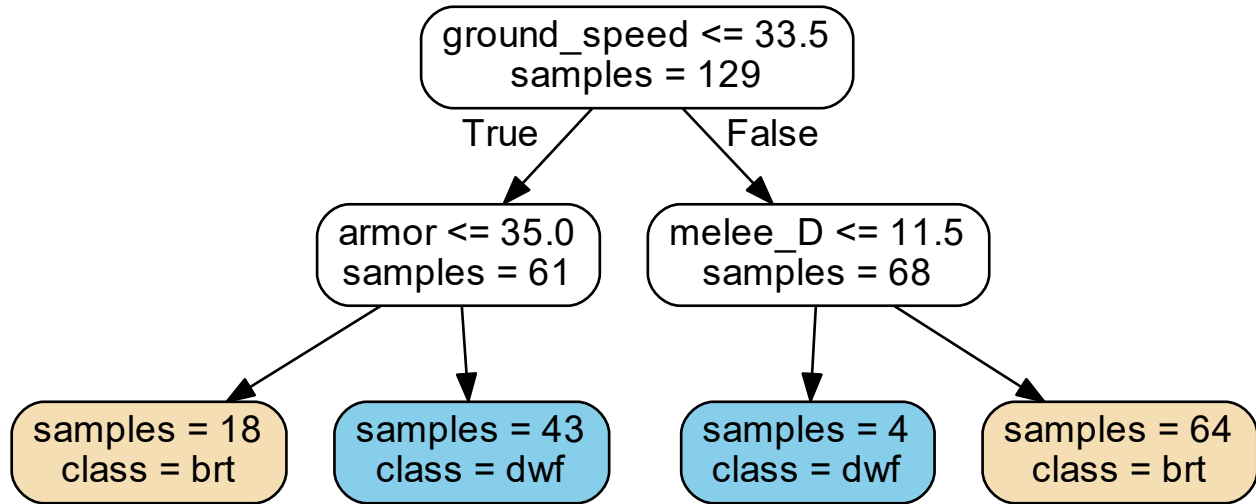 ground_speed <= 33.5
samples = 129
True
False
armor <= 35.0
samples = 61
melee_D <= 11.5
samples = 68
samples = 18
class = brt
samples = 43
class = dwf
samples = 4
class = dwf
samples = 64
class = brt